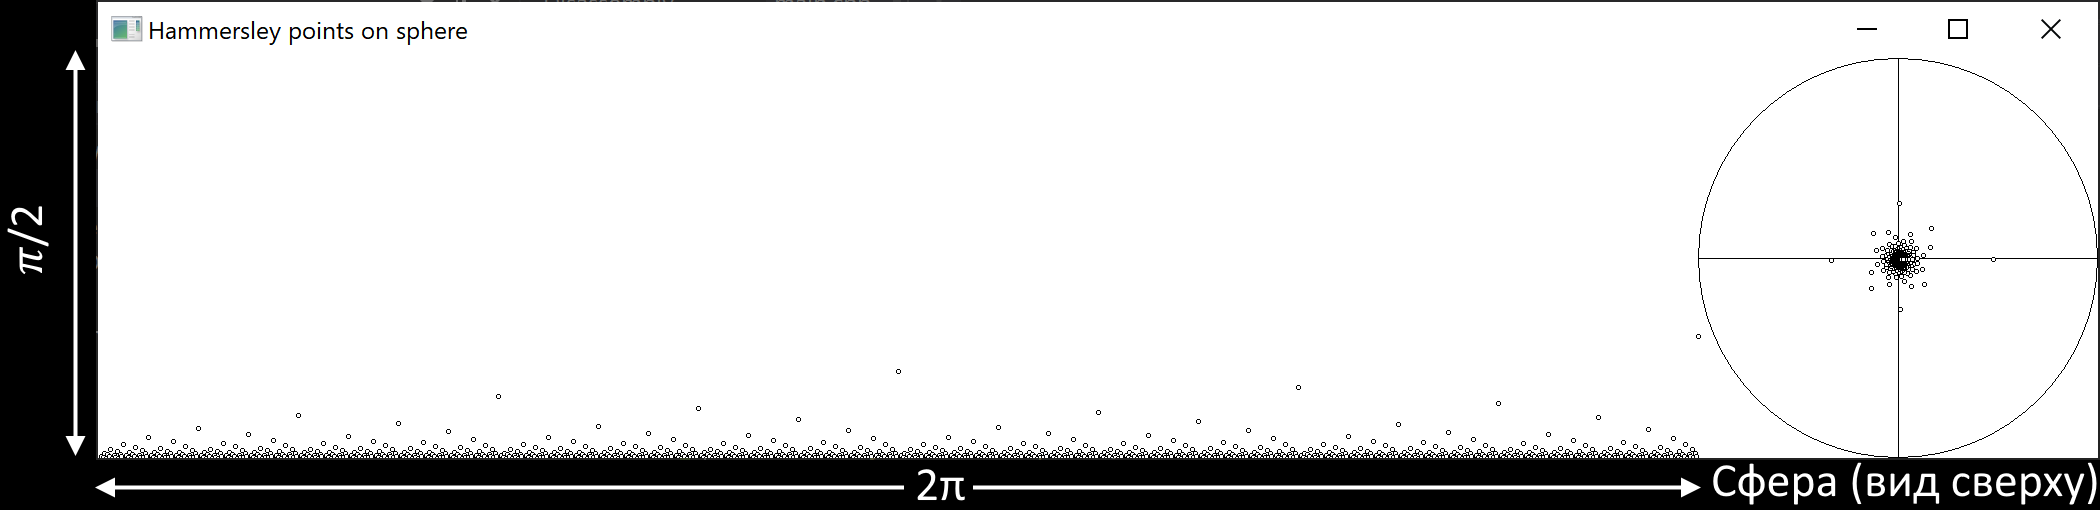 Hammersley points on sphere
π/2
2π
Сфера (вид сверху)